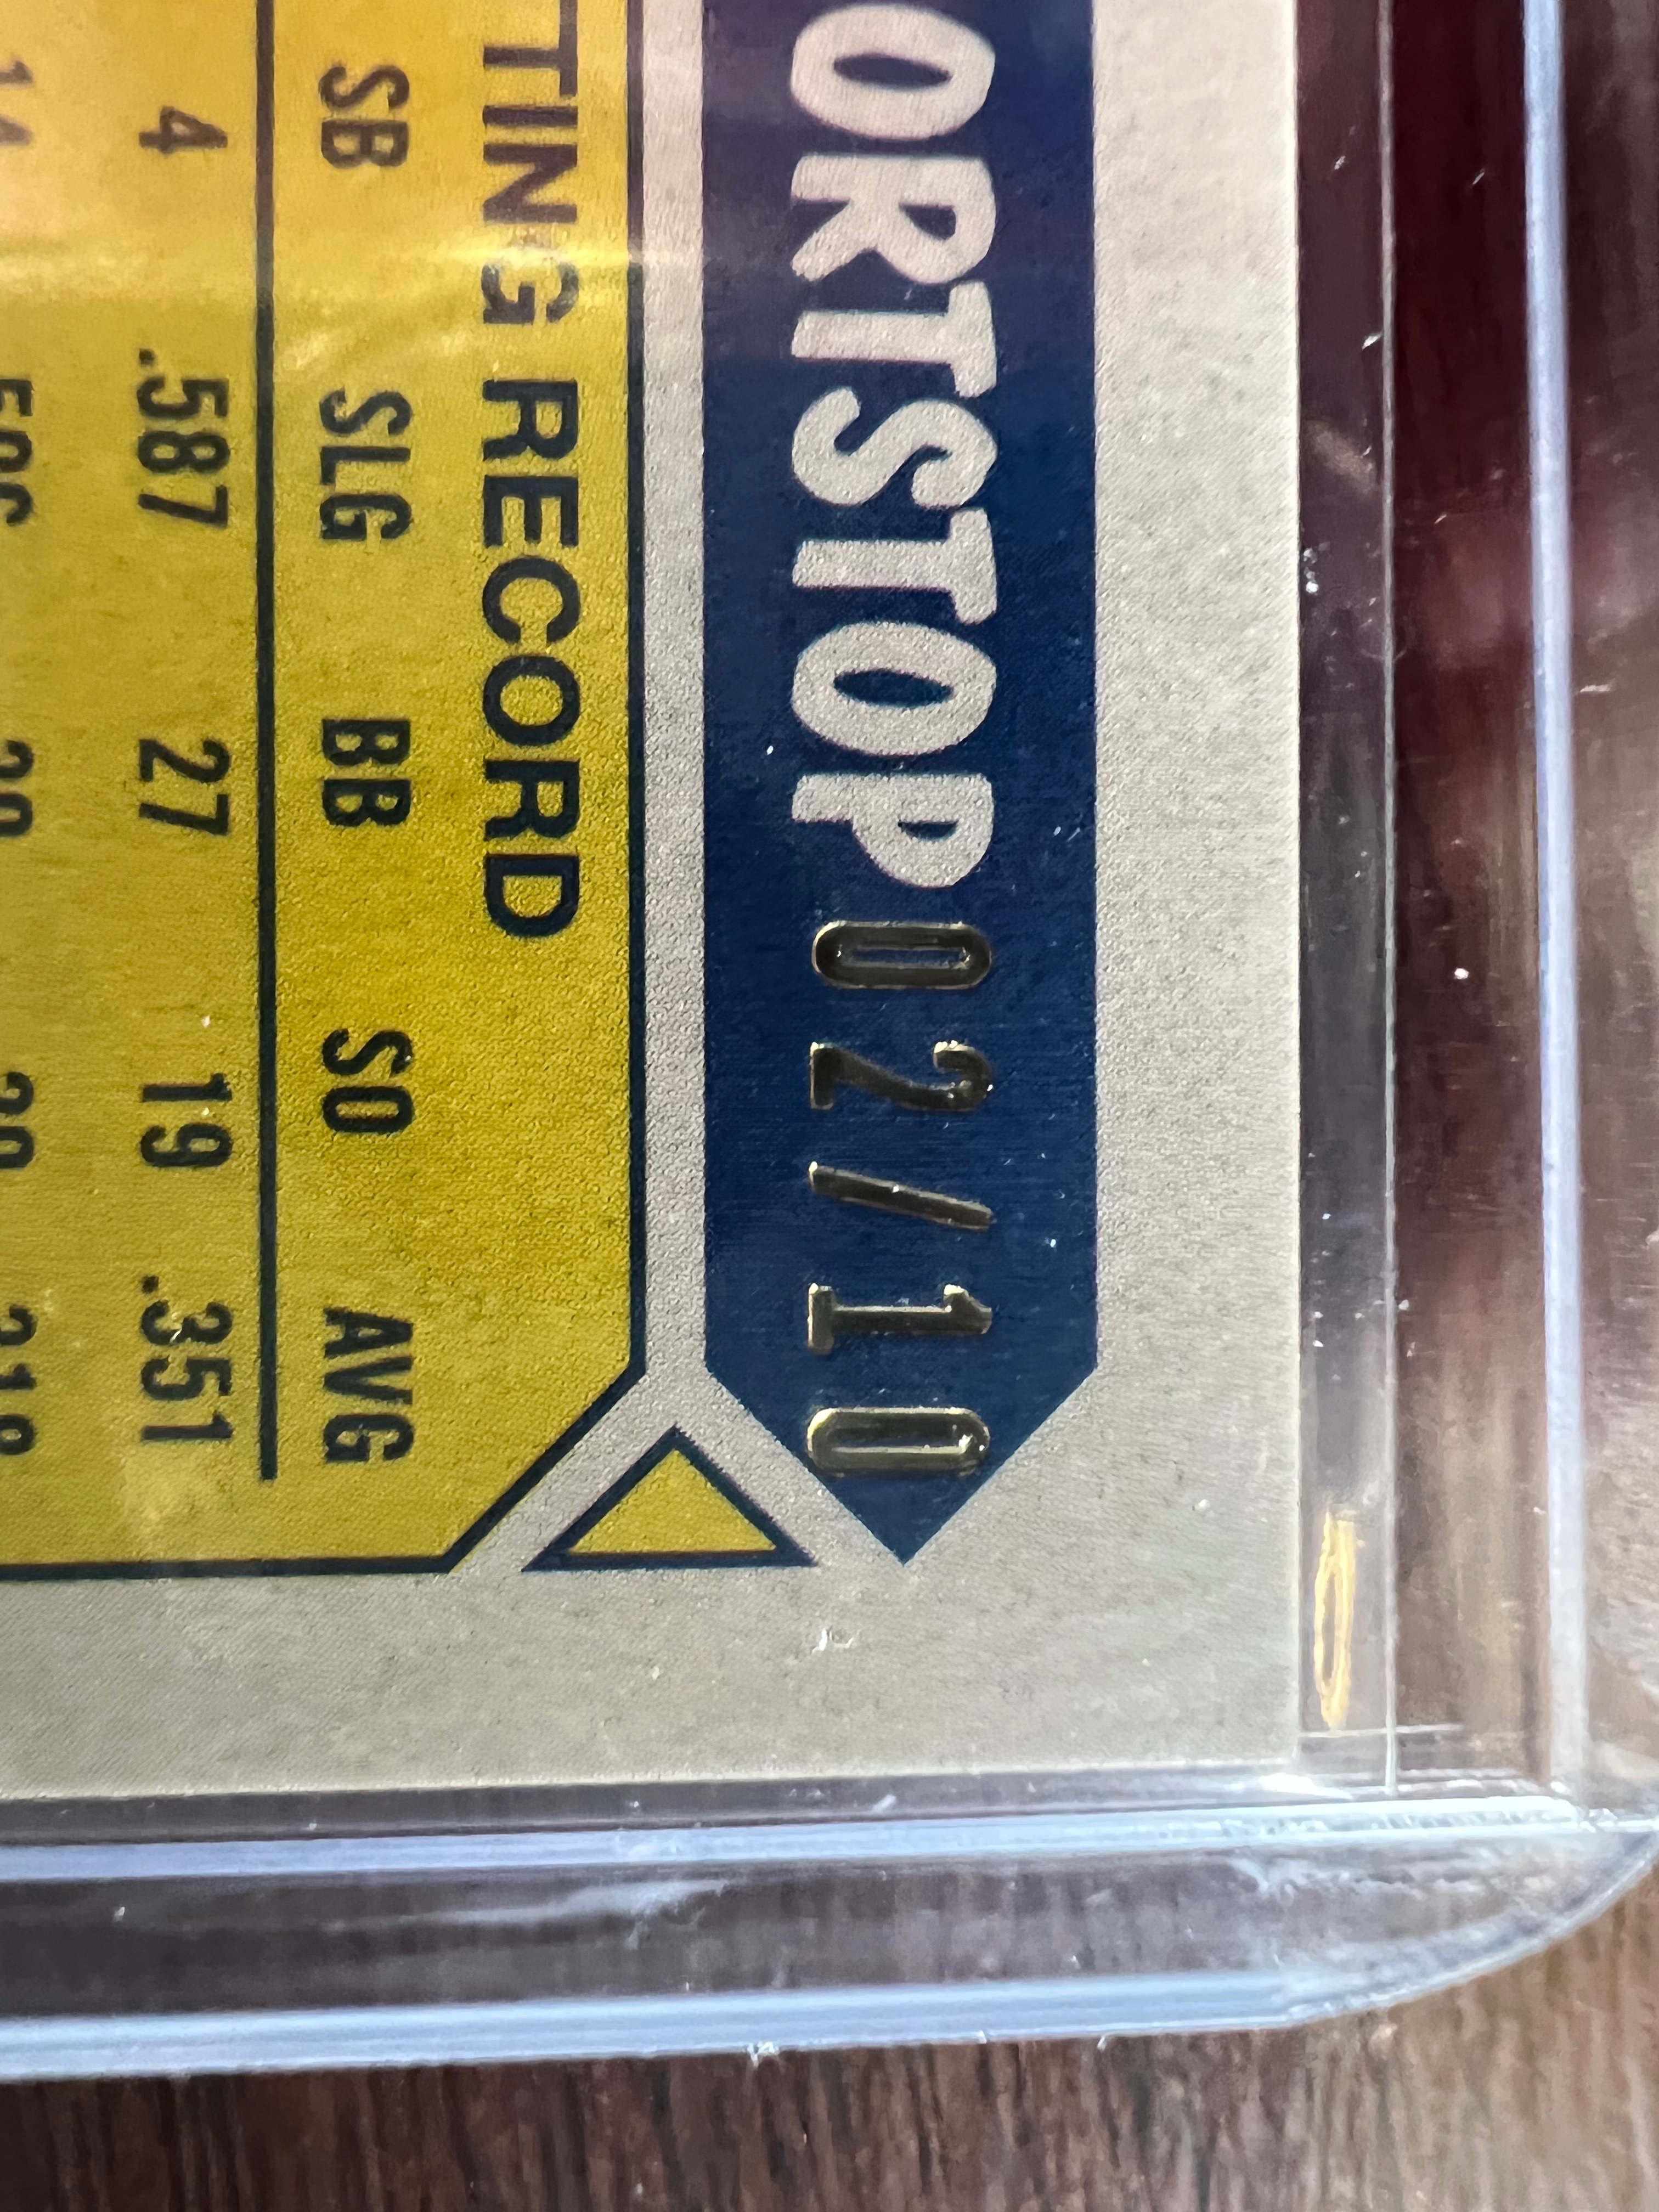 ORTSTOP 02/10
TING RECORD
SB SLG BB SO AVG
4 .587 27 19 .351